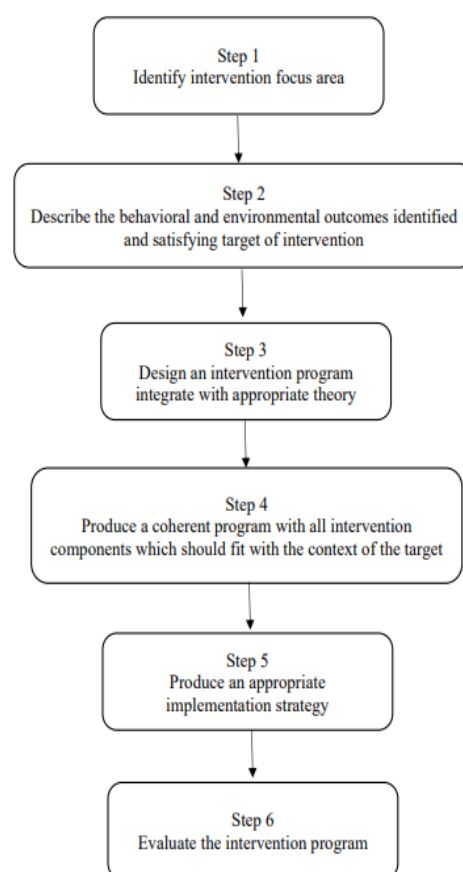 Step 1
Identify intervention focus area
Step 2
Describe the behavioral and environmental outcomes identified
and satisfying target of intervention
Step 3
Design an intervention program
integrate with appropriate theory
Step 4
Produce a coherent program with all intervention
components which should fit with the context of the target
Step 5
Produce an appropriate
implementation strategy
Step 6
Evaluate the intervention program